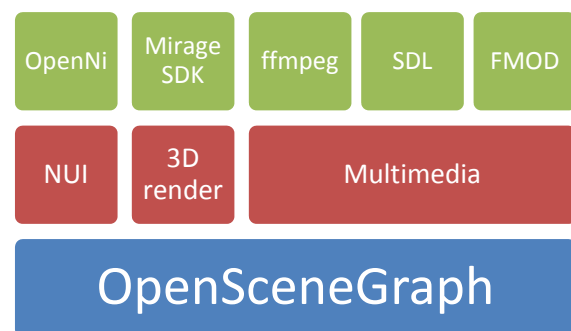 OpenNi
Mirage
SDK
ffmpeg
SDL
FMOD
NUI
3D
render
Multimedia
OpenSceneGraph